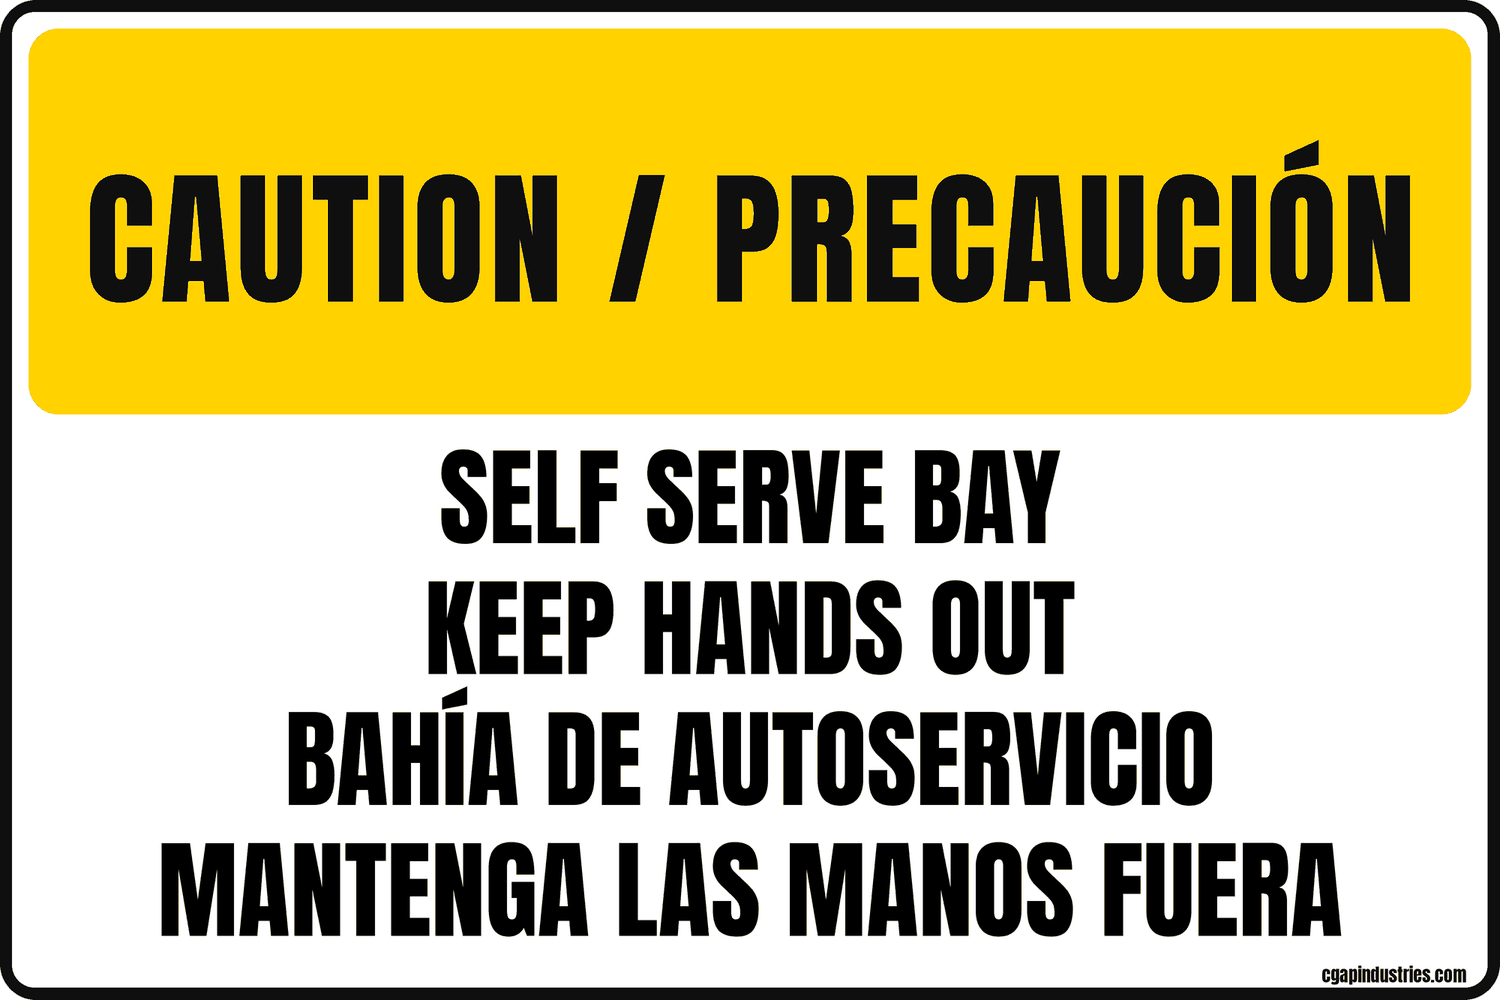 CAUTION / PRECAUCIÓN
SELF SERVE BAY
KEEP HANDS OUT
BAHÍA DE AUTOSERVICIO
MANTENGA LAS MANOS FUERA
cgapindustries.com